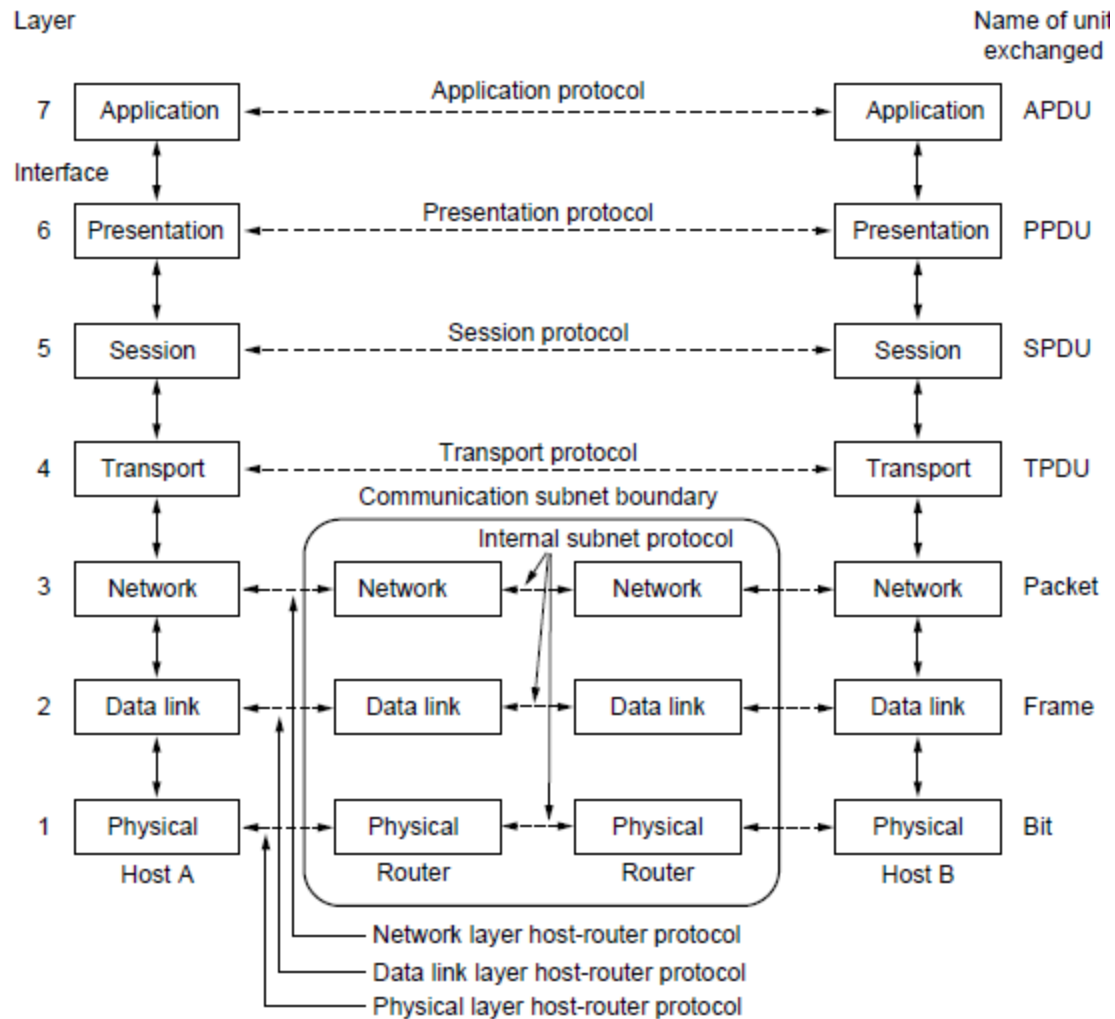 Layer
Name of unit
exchanged
7
Application
Application protocol
Application
APDU
Interface
6
Presentation
Presentation protocol
Presentation
PPDU
5
Session
Session protocol
Session
SPDU
4
Transport
Transport protocol
Transport
TPDU
Communication subnet boundary
Internal subnet protocol
3
Network
Network
Network
Network
Packet
2
Data link
Data link
Data link
Data link
Frame
1
Physical
Physical
Physical
Physical
Bit
Host A
Router
Router
Host B
Network layer host-router protocol
Data link layer host-router protocol
Physical layer host-router protocol